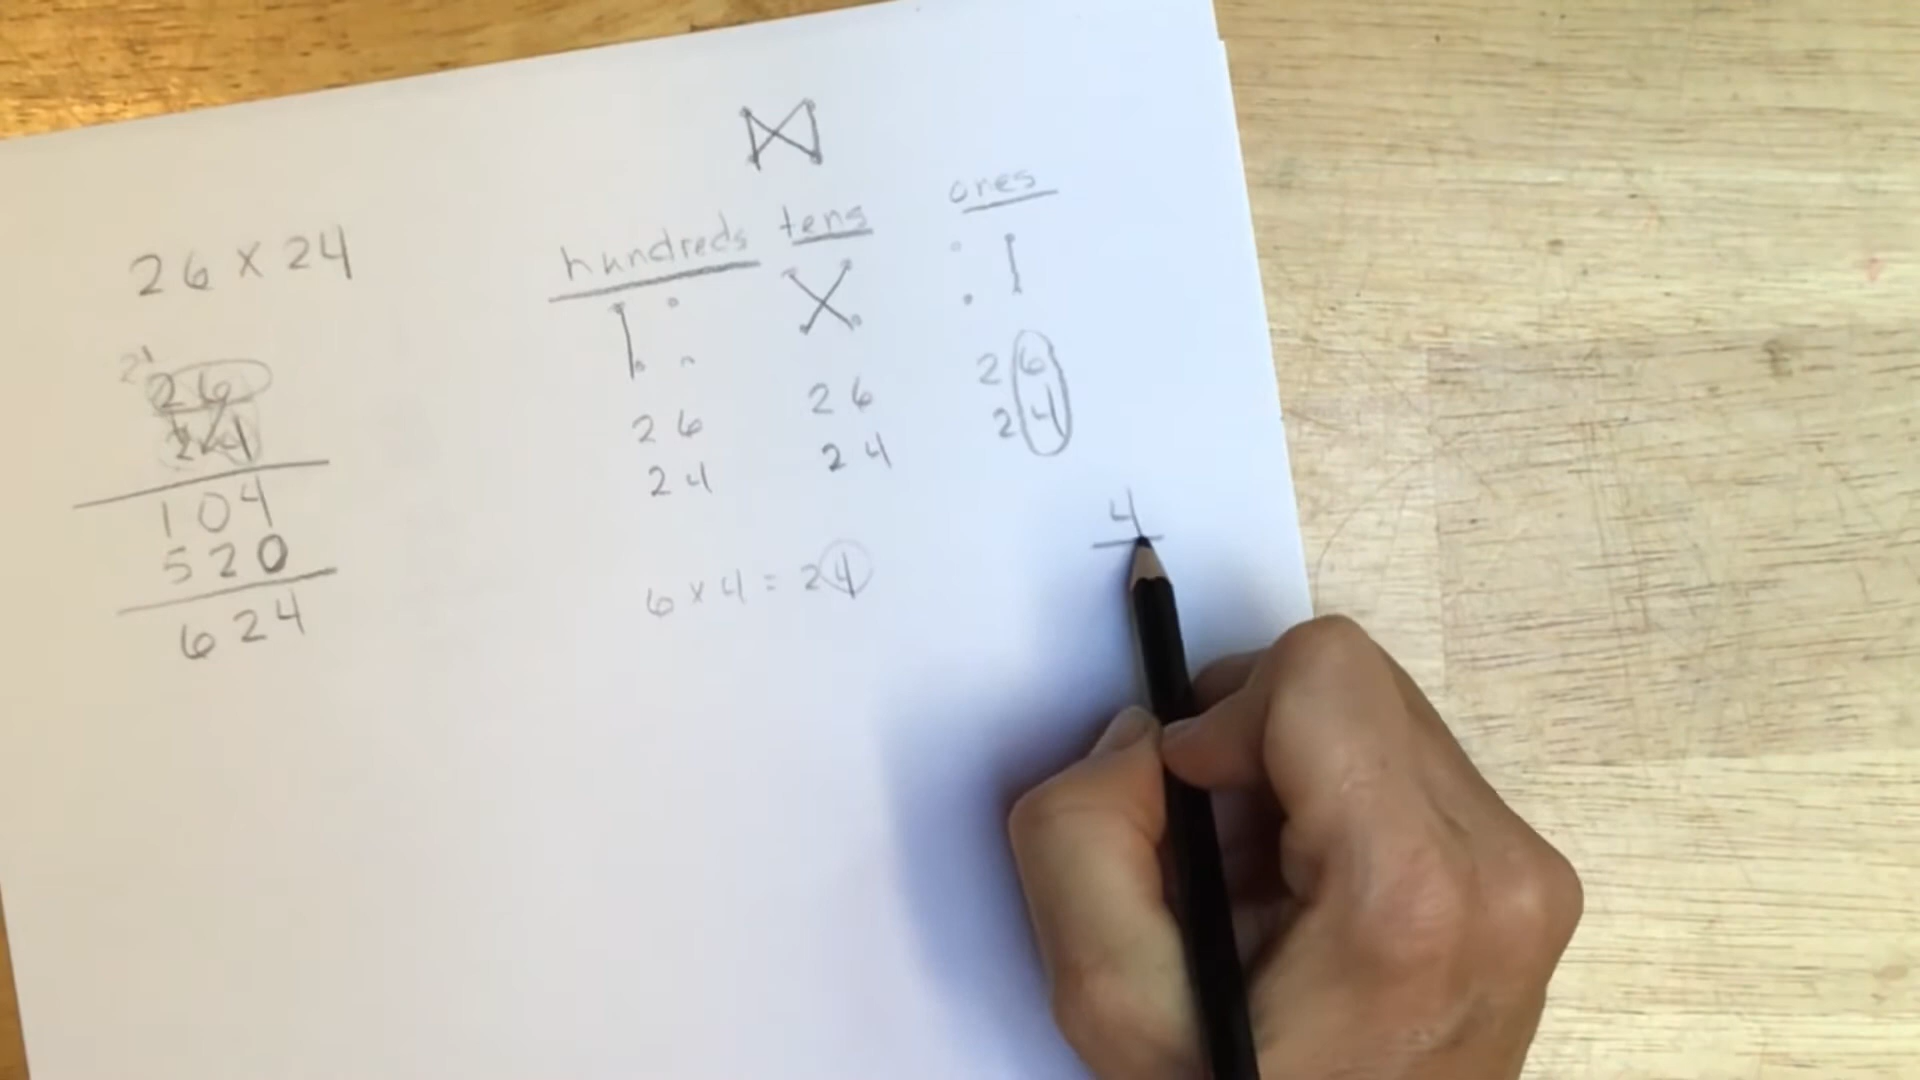 26 x 24
21
26
24
104
520
624
hundreds tens ones
26 26 26
24 24 24
6 x 4 = 24
4